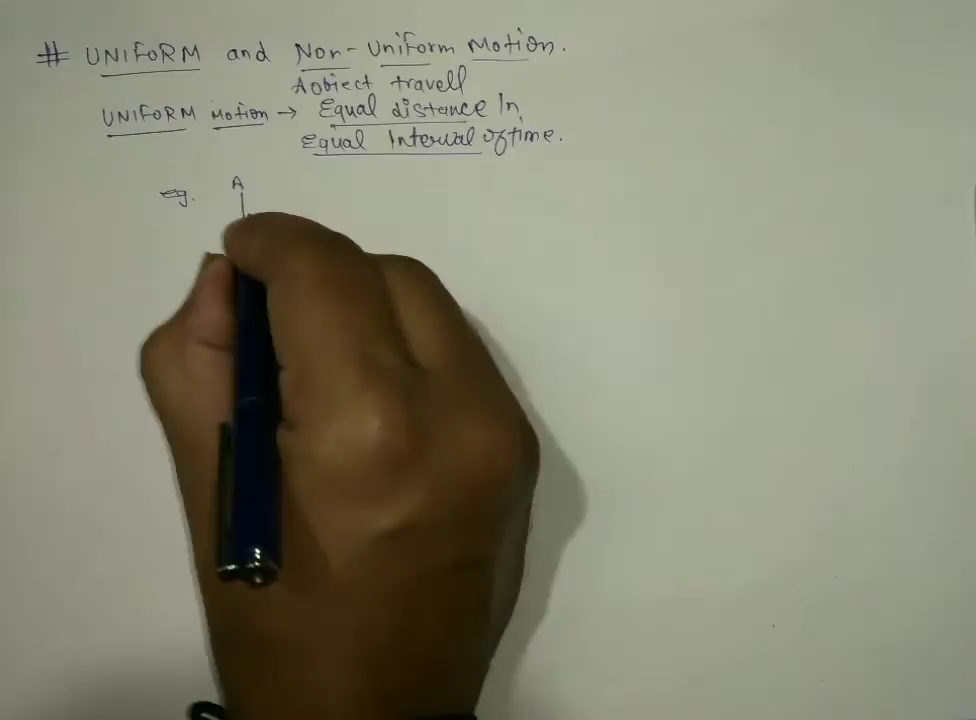 # UNIFORM and Non-Uniform Motion.
A object travell
UNIFORM Motion → Equal distance In
Equal Interval of time.
eg. A